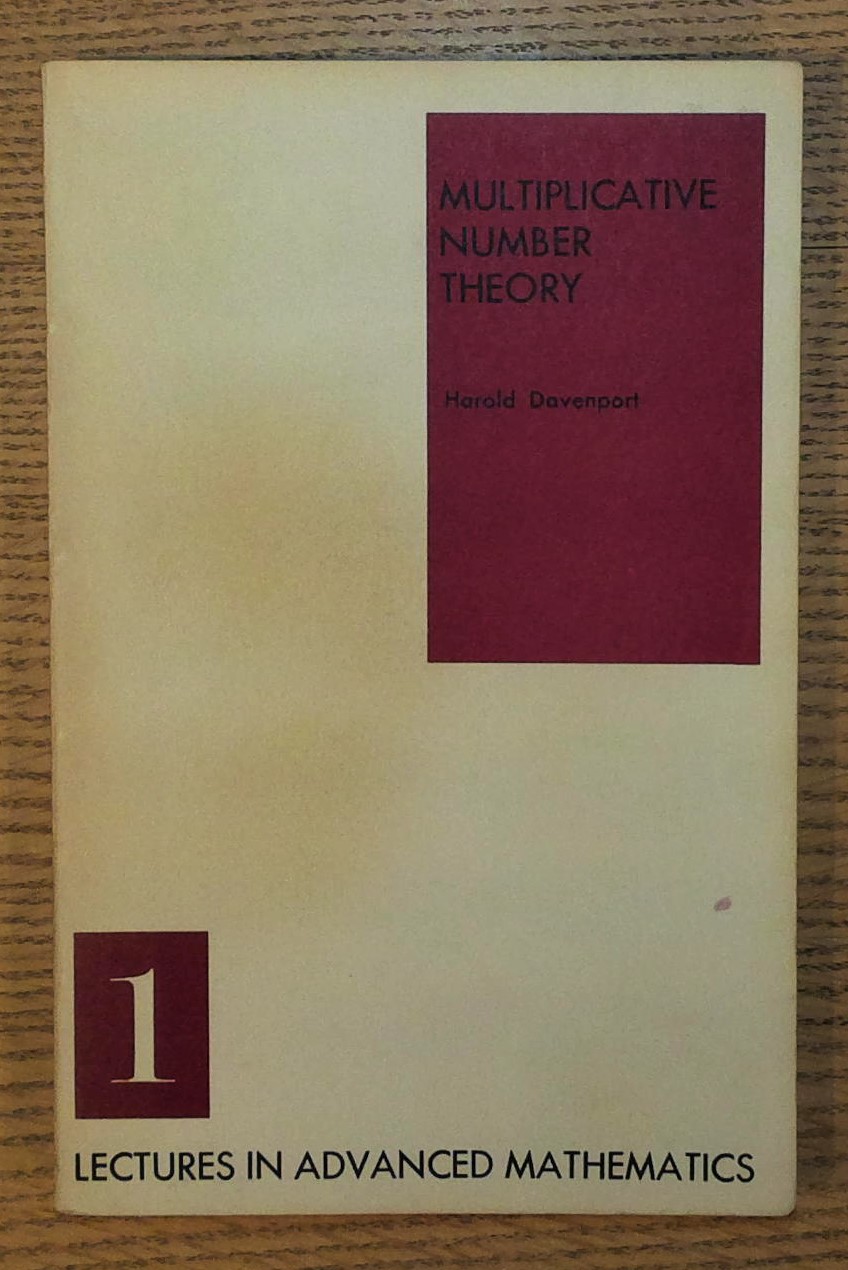 MULTIPLICATIVE
NUMBER
THEORY
Harold Davenport
1
LECTURES IN ADVANCED MATHEMATICS